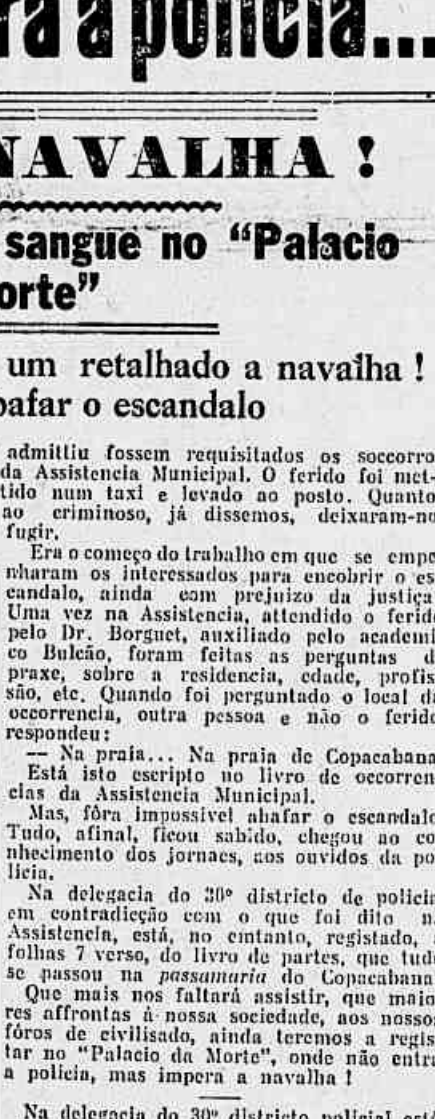 ra a policia...
NAVALHA !
sangue no "Palacio
orte"
um retalhado a navalha !
bafar o escandalo
admittiu fossem requisitados os soccorro
da Assistencia Municipal. O ferido foi met-
tido num taxi e levado ao posto. Quanto
ao criminoso, já dissemos, deixaram-no
fugir.
Era o começo do trabalho em que se empe
nharam os interessados para encobrir o es
candalo, ainda com prejuizo da justiça
Uma vez na Assistencia, attendido o ferido
pelo Dr. Borguet, auxiliado pelo academi
co Bulcão, foram feitas as perguntas d
praxe, sobre a residencia, edade, profis
são, etc. Quando foi perguntado o local da
occorrencia, outra pessoa e não o ferido
respondeu:
— Na praia... Na praia de Copacabana
Está isto escripto no livro de occorren
cias da Assistencia Municipal.
Mas, fôra impossivel abafar o escandalo
Tudo, afinal, ficou sabido, chegou ao co
nhecimento dos jornaes, aos ouvidos da po
licia.
Na delegacia do 30º districto de policia
em contradicção com o que foi dito n
Assistencia, está, no emtanto, registado,
folhas 7 verso, do livro de partes, que tud
se passou na passamaria do Copacabana
Que mais nos faltará assistir, que maio
res affrontas á nossa sociedade, aos nosso
fóros de civilisado, ainda teremos a regis
tar no "Palacio da Morte", onde não entra
a policia, mas impera a navalha !
Na delegacia do 30º districto policial está